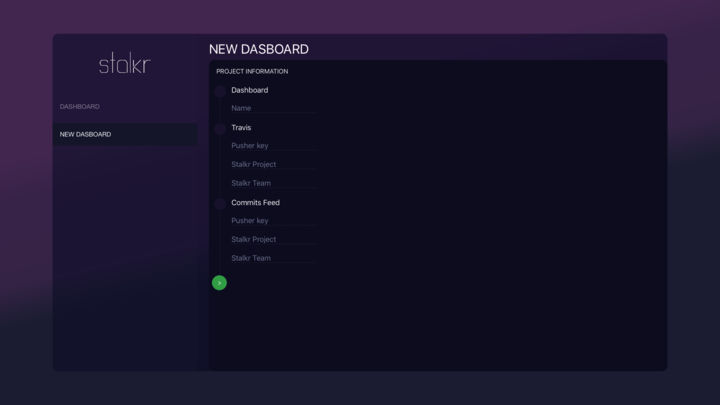 stalkr
DASHBOARD
NEW DASBOARD
NEW DASBOARD
PROJECT INFORMATION
Dashboard
Name
Travis
Pusher key
Stalkr Project
Stalkr Team
Commits Feed
Pusher key
Stalkr Project
Stalkr Team